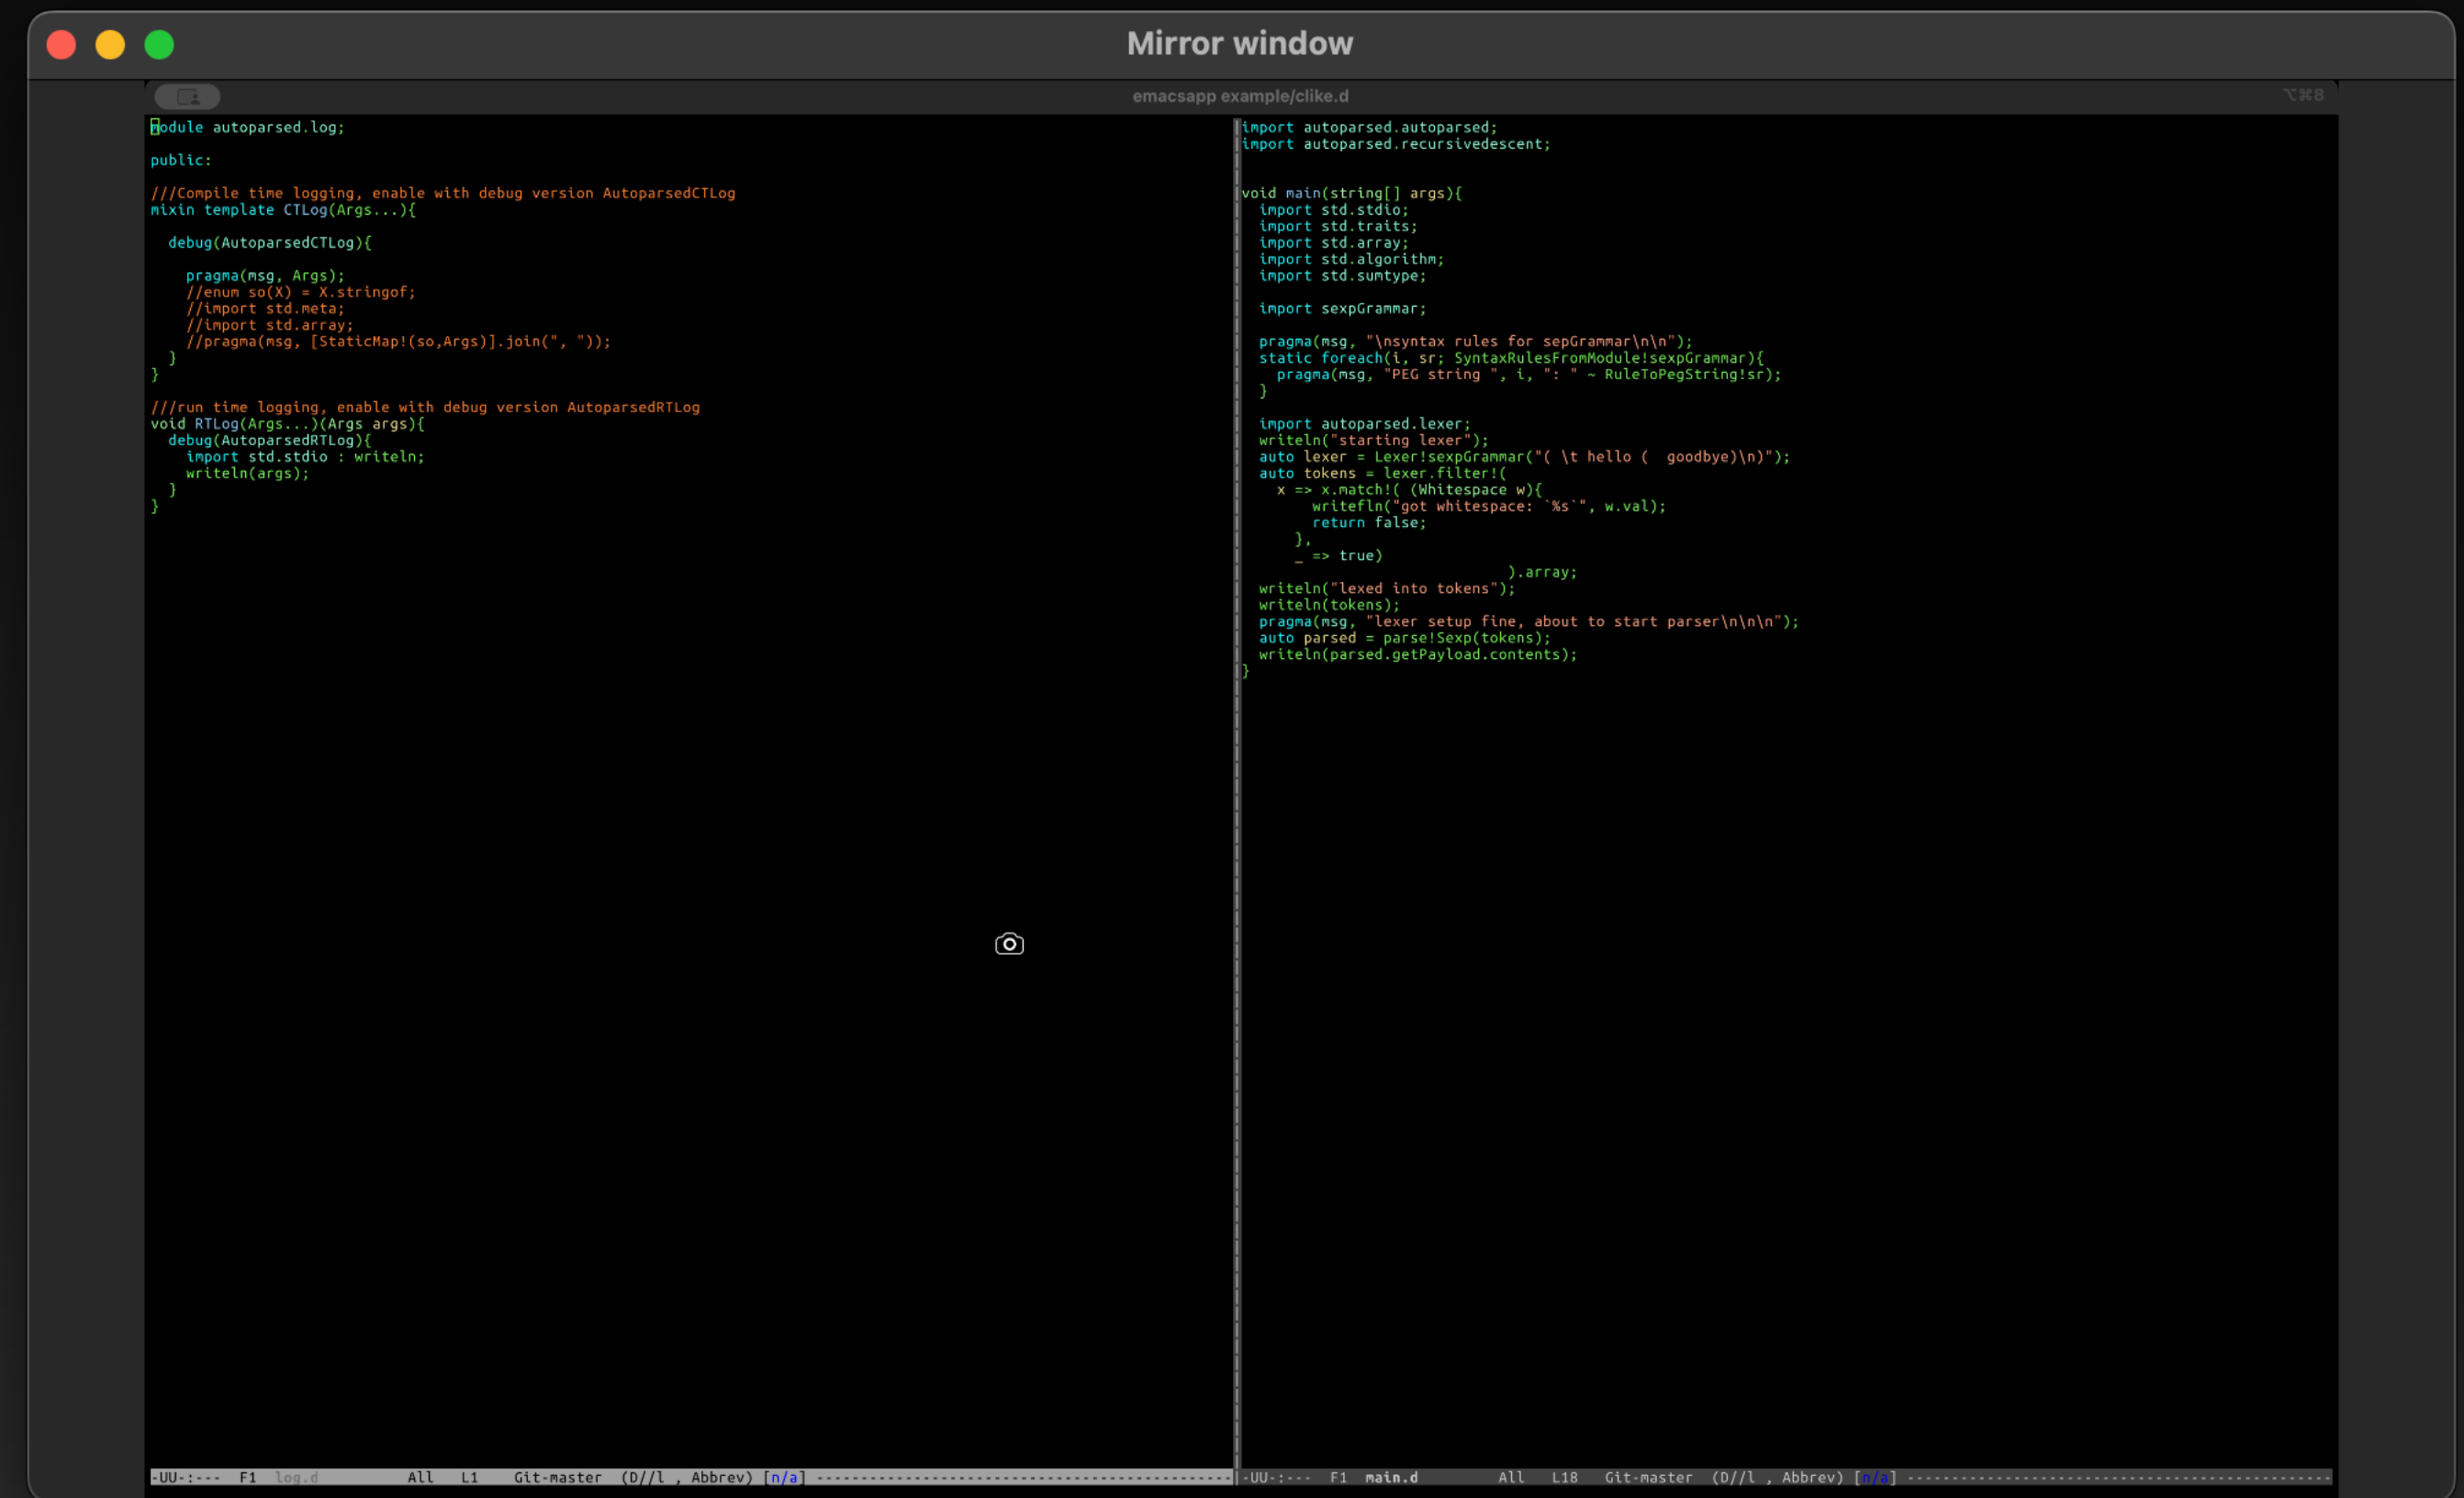 Mirror window
emacsapp example/clike.d
⌥⌘8
module autoparsed.log;
public:
///Compile time logging, enable with debug version AutoparsedCTLog
mixin template CTLog(Args...){
  debug(AutoparsedCTLog){
    pragma(msg, Args);
    //enum so(X) = X.stringof;
    //import std.meta;
    //import std.array;
    //pragma(msg, [StaticMap!(so,Args)].join(", "));
  }
}
///run time logging, enable with debug version AutoparsedRTLog
void RTLog(Args...)(Args args){
  debug(AutoparsedRTLog){
    import std.stdio : writeln;
    writeln(args);
  }
}
-UU-:---  F1  log.d          All   L1    Git-master  (D//l , Abbrev) [n/a] -----------------------------------------------
import autoparsed.autoparsed;
import autoparsed.recursivedescent;
void main(string[] args){
  import std.stdio;
  import std.traits;
  import std.array;
  import std.algorithm;
  import std.sumtype;
  import sexpGrammar;
  pragma(msg, "\nsyntax rules for sepGrammar\n\n");
  static foreach(i, sr; SyntaxRulesFromModule!sexpGrammar){
    pragma(msg, "PEG string ", i, ": " ~ RuleToPegString!sr);
  }
  import autoparsed.lexer;
  writeln("starting lexer");
  auto lexer = Lexer!sexpGrammar("( \t hello (  goodbye)\n)");
  auto tokens = lexer.filter!(
    x => x.match!( (Whitespace w){
        writefln("got whitespace: `%s`", w.val);
        return false;
      },
      _ => true)
                              ).array;
  writeln("lexed into tokens");
  writeln(tokens);
  pragma(msg, "lexer setup fine, about to start parser\n\n\n");
  auto parsed = parse!Sexp(tokens);
  writeln(parsed.getPayload.contents);
}
-UU-:---  F1  main.d         All   L18   Git-master  (D//l , Abbrev) [n/a] ------------------------------------------------